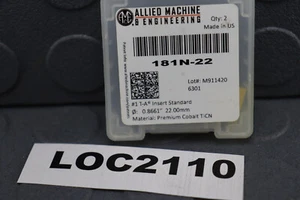 ALLIED MACHINE
& ENGINEERING
Qty: 2
Made in US
181N-22
Lot#: M911420
6301
#1 T-A® Insert Standard
Ø: 0.8661" 22.00mm
Material: Premium Cobalt TiCN
LOC2110